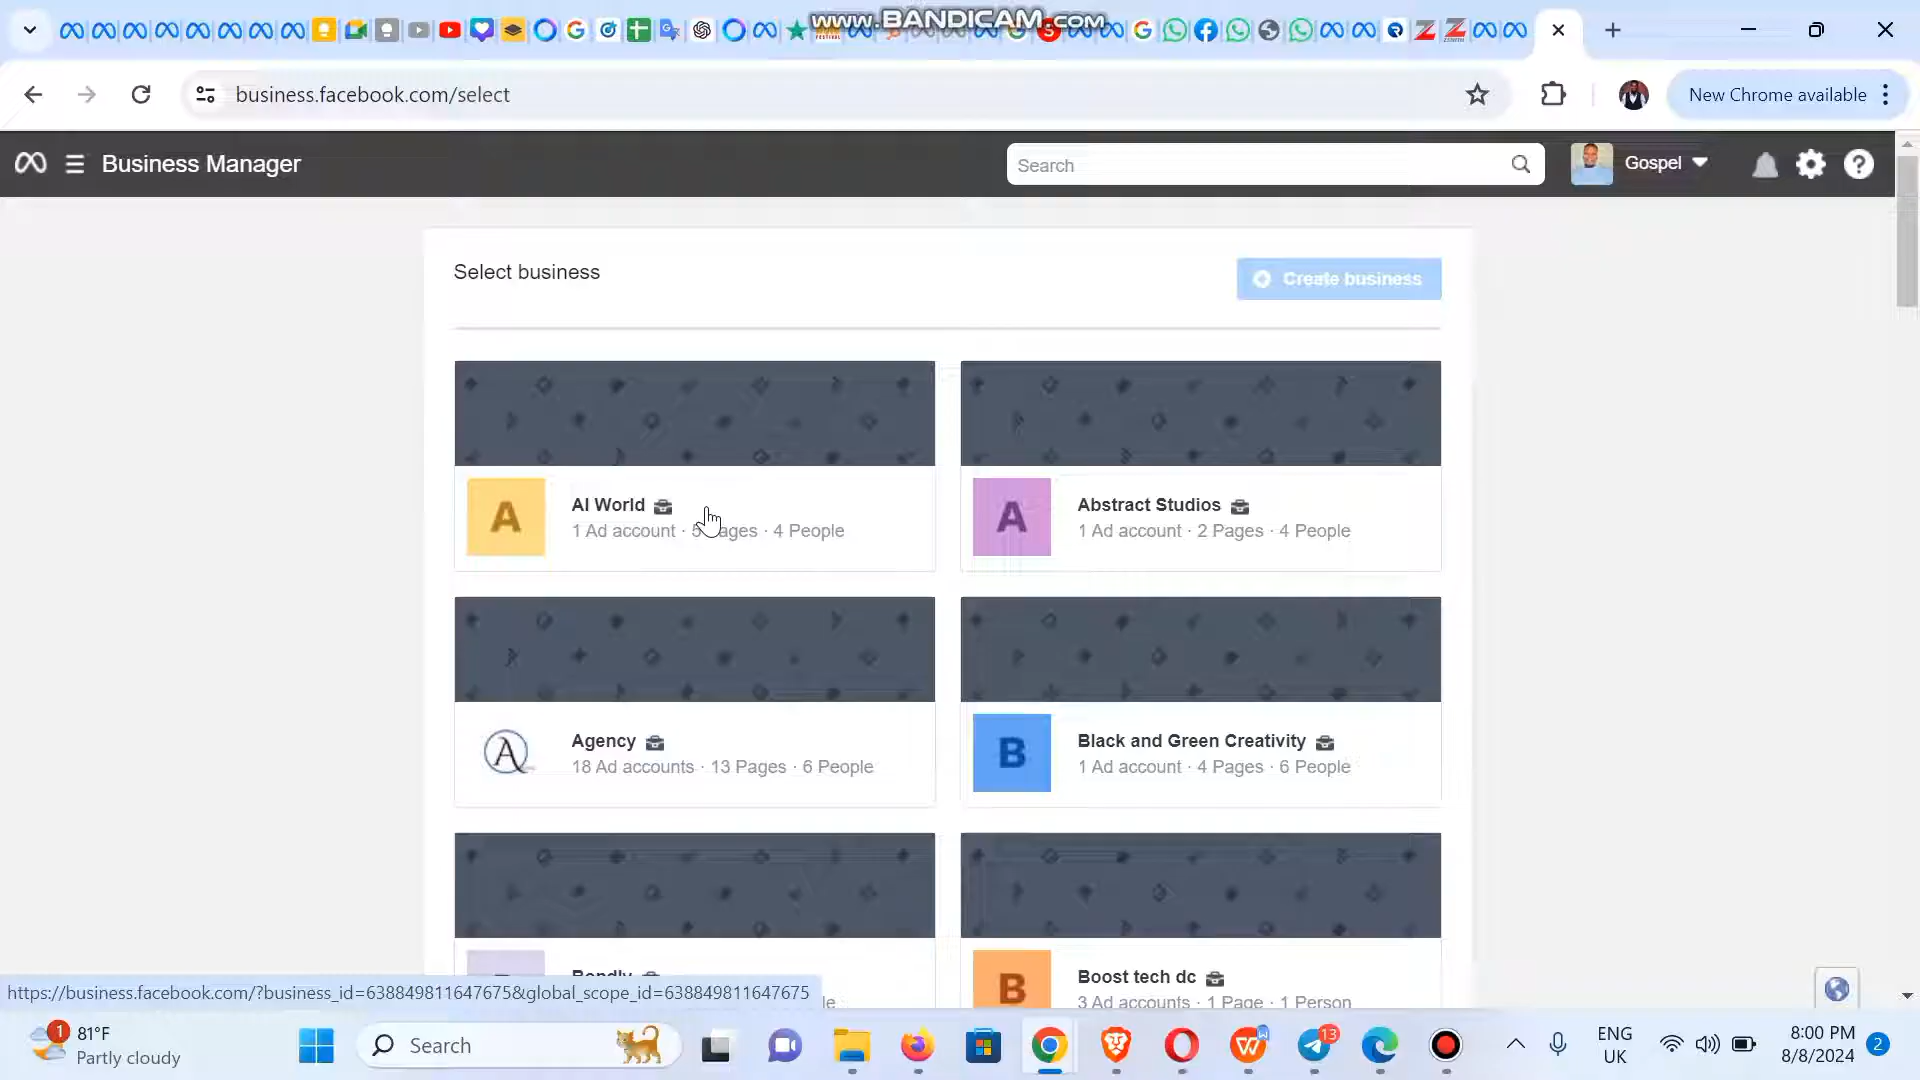 www.BANDICAM.com
business.facebook.com/select
New Chrome available
Business Manager
Search
Gospel
Select business
Create business
A
AI World
1 Ad account · 5 Pages · 4 People
A
Abstract Studios
1 Ad account · 2 Pages · 4 People
A
Agency
18 Ad accounts · 13 Pages · 6 People
B
Black and Green Creativity
1 Ad account · 4 Pages · 6 People
B
Boost tech dc
3 Ad accounts · 1 Page · 1 Person
https://business.facebook.com/?business_id=638849811647675&global_scope_id=638849811647675
1
81°F
Partly cloudy
Search
13
ENG
UK
8:00 PM
8/8/2024
2